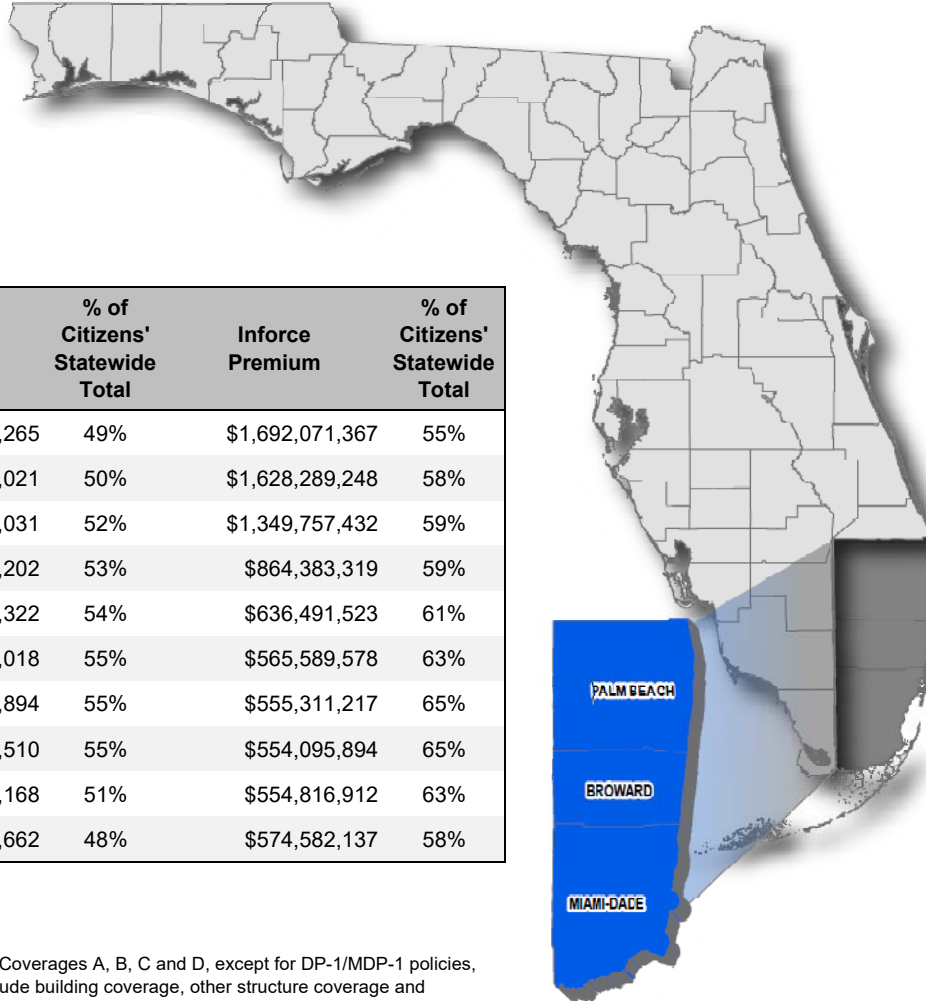 % of Citizens' Statewide Total Inforce Premium % of Citizens' Statewide Total
,265 49% $1,692,071,367 55%
,021 50% $1,628,289,248 58%
,031 52% $1,349,757,432 59%
,202 53% $864,383,319 59%
,322 54% $636,491,523 61%
,018 55% $565,589,578 63%
,894 55% $555,311,217 65%
,510 55% $554,095,894 65%
,168 51% $554,816,912 63%
,662 48% $574,582,137 58%
PALM BEACH
BROWARD
MIAMI-DADE
Coverages A, B, C and D, except for DP-1/MDP-1 policies,
ude building coverage, other structure coverage and